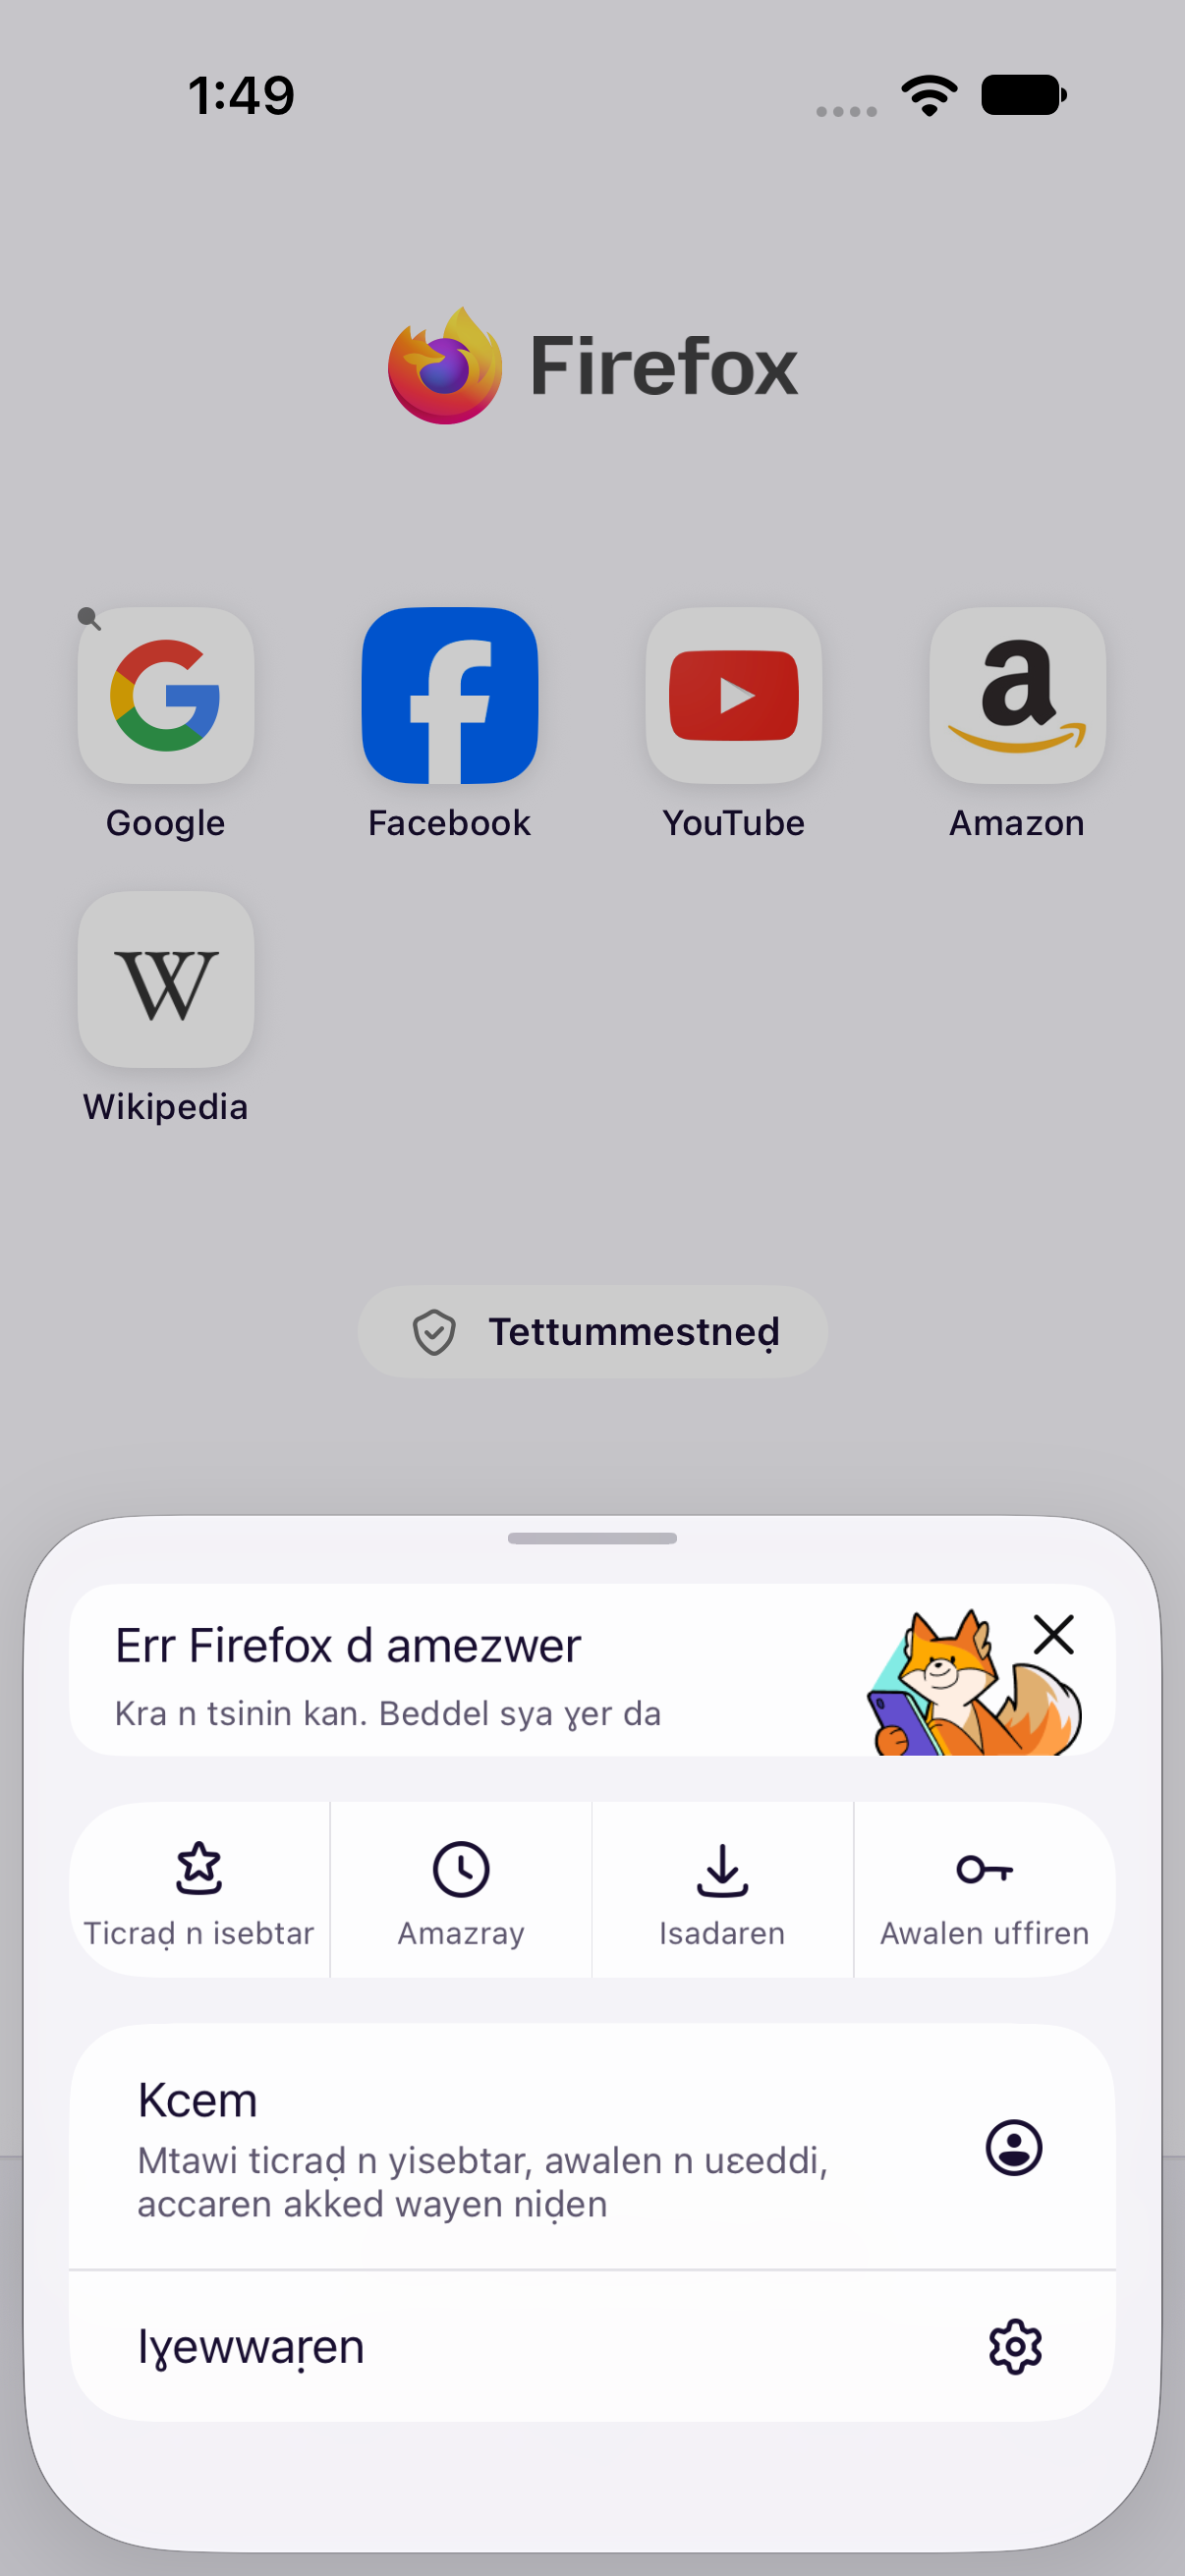 1:49
Firefox
Google
Facebook
YouTube
Amazon
Wikipedia
Tettummestneḍ
Err Firefox d amezwer
Kra n tsinin kan. Beddel sya ɣer da
Ticraḍ n isebtar
Amazray
Isadaren
Awalen uffiren
Kcem
Mtawi ticraḍ n yisebtar, awalen n uɛeddi,
accaren akked wayen niḍen
Iɣewwaṛen